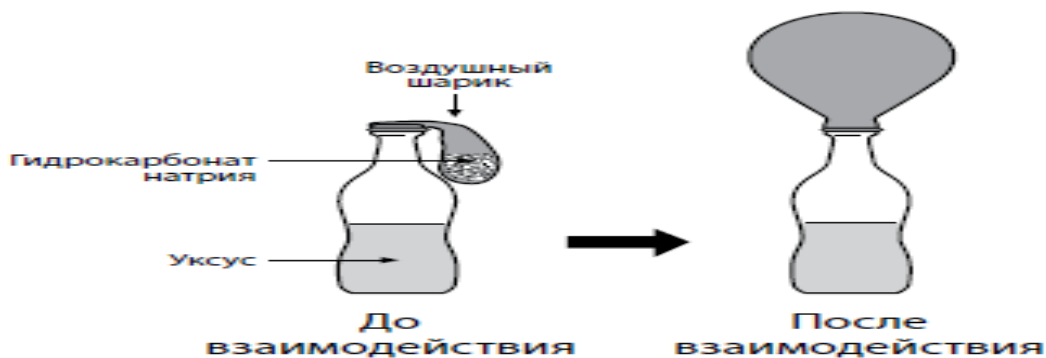 Воздушный
шарик
Гидрокарбонат
натрия
Уксус
До
взаимодействия
После
взаимодействия